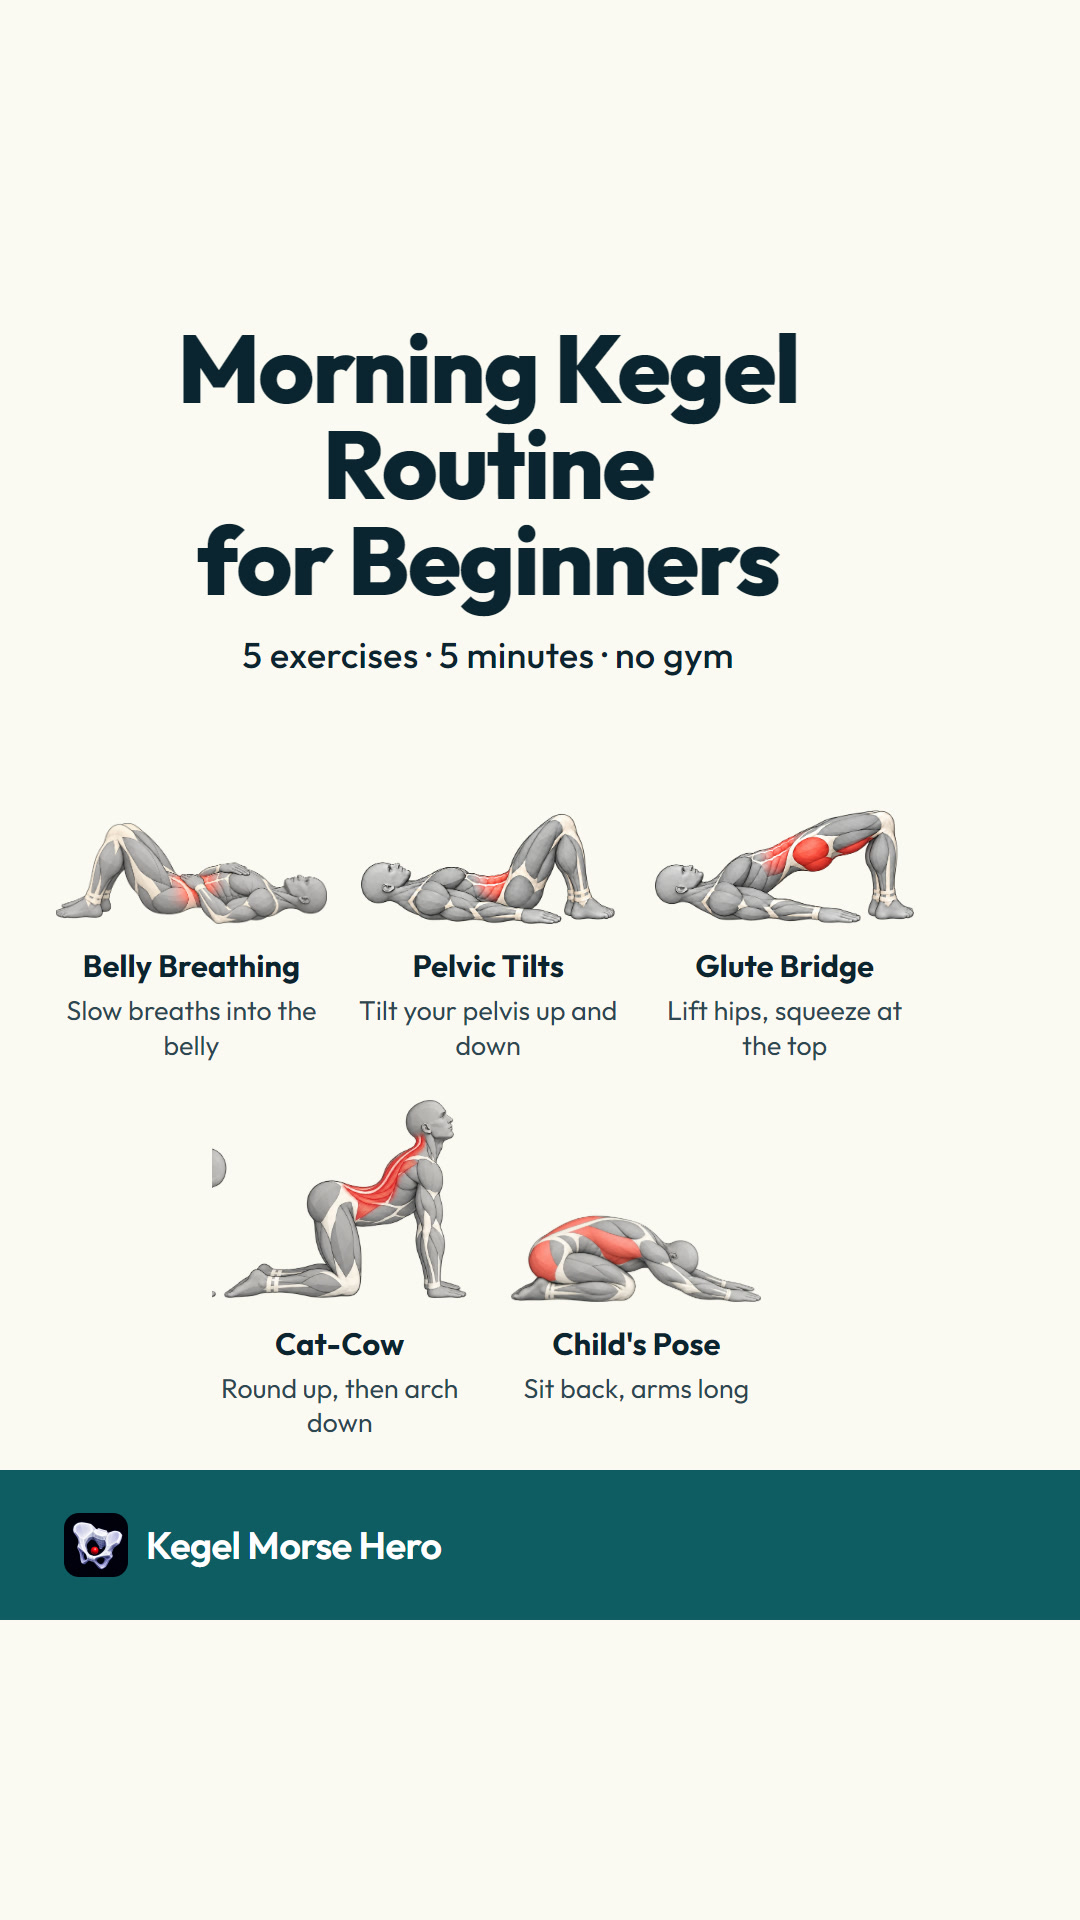 Morning Kegel
Routine
for Beginners
5 exercises · 5 minutes · no gym
Belly Breathing
Slow breaths into the
belly
Pelvic Tilts
Tilt your pelvis up and
down
Glute Bridge
Lift hips, squeeze at
the top
Cat-Cow
Round up, then arch
down
Child's Pose
Sit back, arms long
Kegel Morse Hero